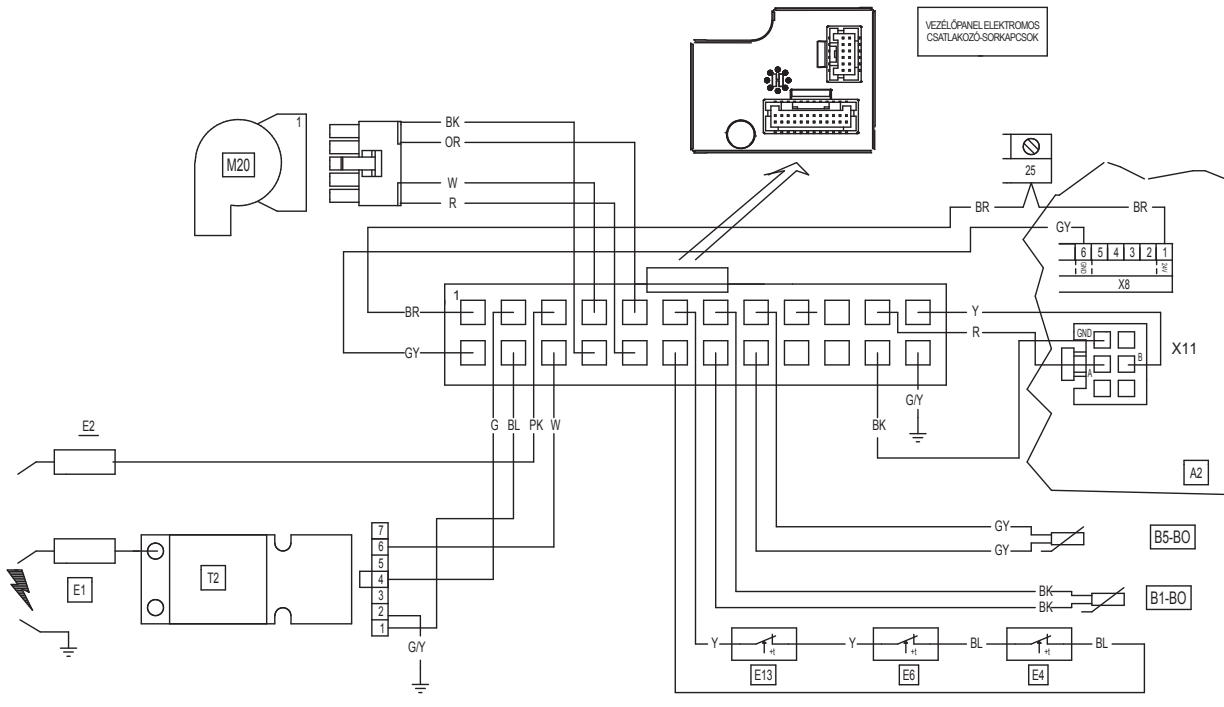 VEZÉLŐPANEL ELEKTROMOS
CSATLAKOZÓ-SORKAPCSOK
1
M20
BK
OR
W
R
25
BR
BR
GY
6 5 4 3 2 1
GND
24V
X8
1
BR
GY
Y
R
GND
B
A
X11
G BL PK W
BK
G/Y
A2
E2
E1
T2
7
6
5
4
3
2
1
G/Y
GY
GY
B5-BO
BK
BK
B1-BO
Y
+t
Y
+t
BL
+t
BL
E13
E6
E4